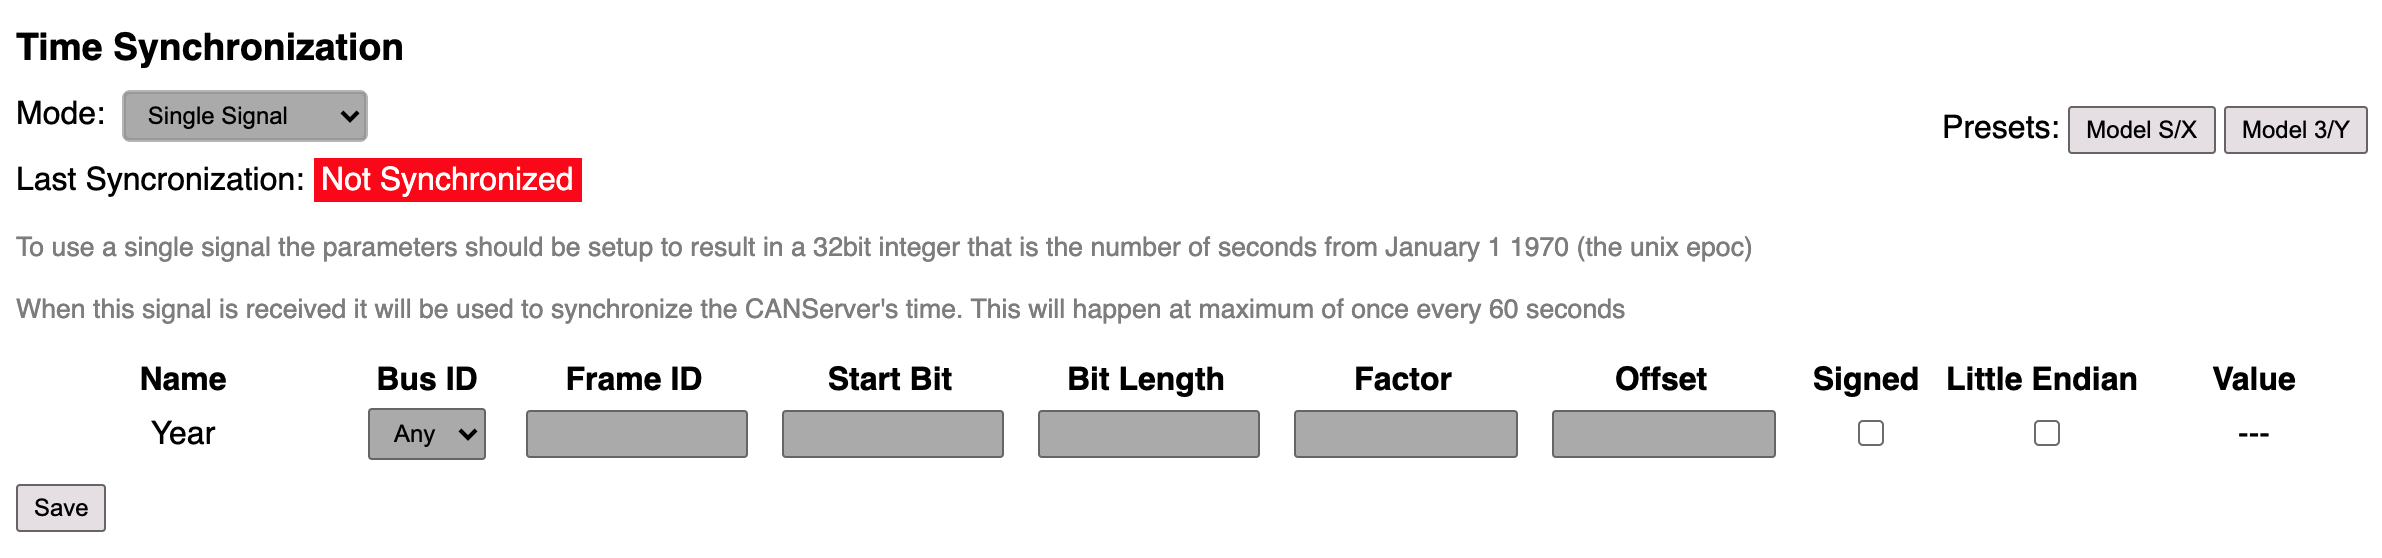 Time Synchronization
Mode: Single Signal
Presets: Model S/X Model 3/Y
Last Syncronization: Not Synchronized
To use a single signal the parameters should be setup to result in a 32bit integer that is the number of seconds from January 1 1970 (the unix epoc)
When this signal is received it will be used to synchronize the CANServer's time. This will happen at maximum of once every 60 seconds
Name Bus ID Frame ID Start Bit Bit Length Factor Offset Signed Little Endian Value
Year Any ---
Save